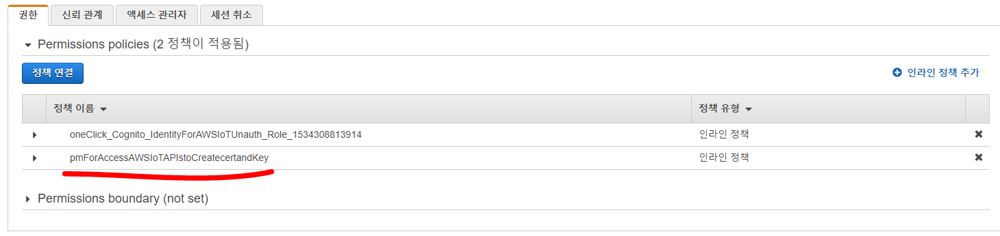 권한 신뢰 관계 액세스 관리자 세션 취소
Permissions policies (2 정책이 적용됨)
정책 연결 인라인 정책 추가
정책 이름 정책 유형
oneClick_Cognito_IdentityForAWSIoTUnauth_Role_1534308813914 인라인 정책
pmForAccessAWSIoTAPIstoCreatecertandKey 인라인 정책
Permissions boundary (not set)